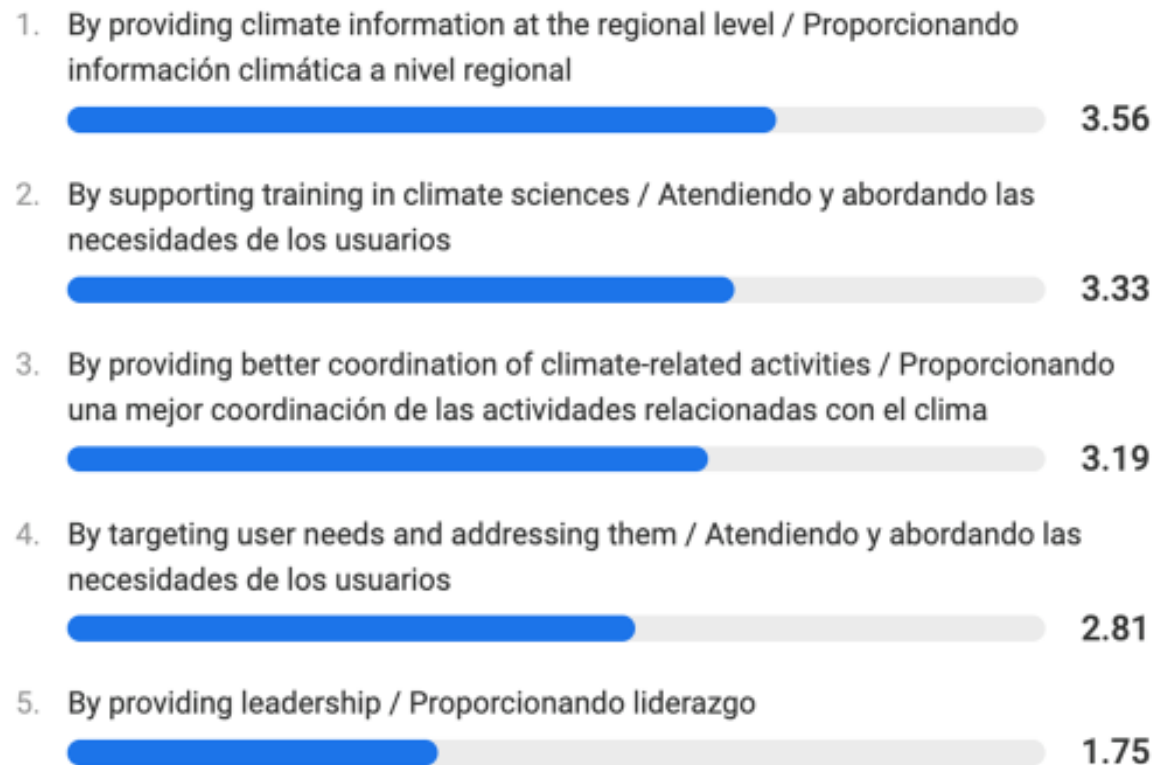 1. By providing climate information at the regional level / Proporcionando
información climática a nivel regional
3.56
2. By supporting training in climate sciences / Atendiendo y abordando las
necesidades de los usuarios
3.33
3. By providing better coordination of climate-related activities / Proporcionando
una mejor coordinación de las actividades relacionadas con el clima
3.19
4. By targeting user needs and addressing them / Atendiendo y abordando las
necesidades de los usuarios
2.81
5. By providing leadership / Proporcionando liderazgo
1.75